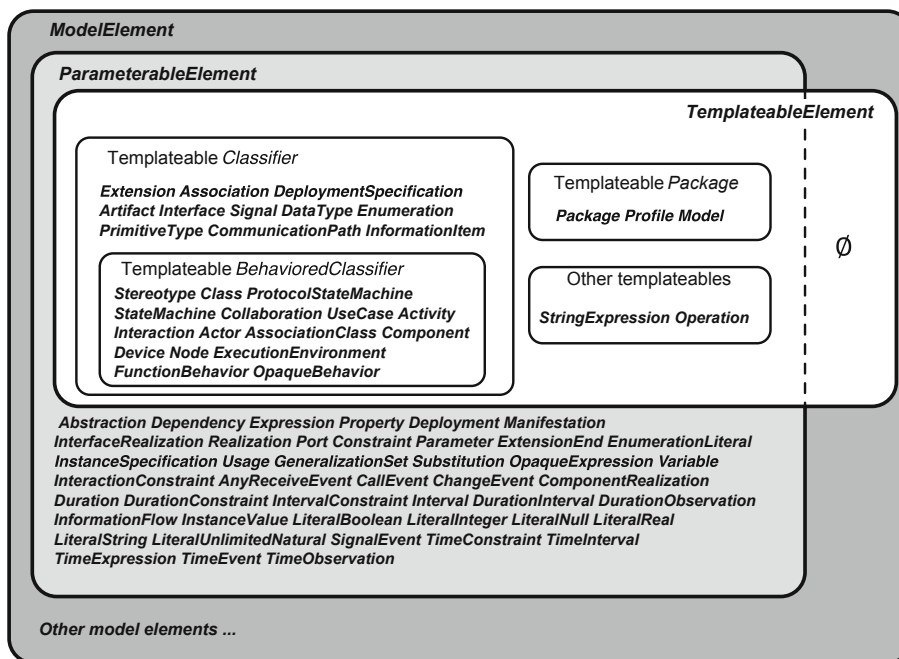 ModelElement
ParameterableElement
TemplateableElement
Templateable Classifier
Extension Association DeploymentSpecification
Artifact Interface Signal DataType Enumeration
PrimitiveType CommunicationPath InformationItem
Templateable BehavioredClassifier
Stereotype Class ProtocolStateMachine
StateMachine Collaboration UseCase Activity
Interaction Actor AssociationClass Component
Device Node ExecutionEnvironment
FunctionBehavior OpaqueBehavior
Templateable Package
Package Profile Model
Other templateables
StringExpression Operation
∅
Abstraction Dependency Expression Property Deployment Manifestation
InterfaceRealization Realization Port Constraint Parameter ExtensionEnd EnumerationLiteral
InstanceSpecification Usage GeneralizationSet Substitution OpaqueExpression Variable
InteractionConstraint AnyReceiveEvent CallEvent ChangeEvent ComponentRealization
Duration DurationConstraint IntervalConstraint Interval DurationInterval DurationObservation
InformationFlow InstanceValue LiteralBoolean LiteralInteger LiteralNull LiteralReal
LiteralString LiteralUnlimitedNatural SignalEvent TimeConstraint TimeInterval
TimeExpression TimeEvent TimeObservation
Other model elements ...